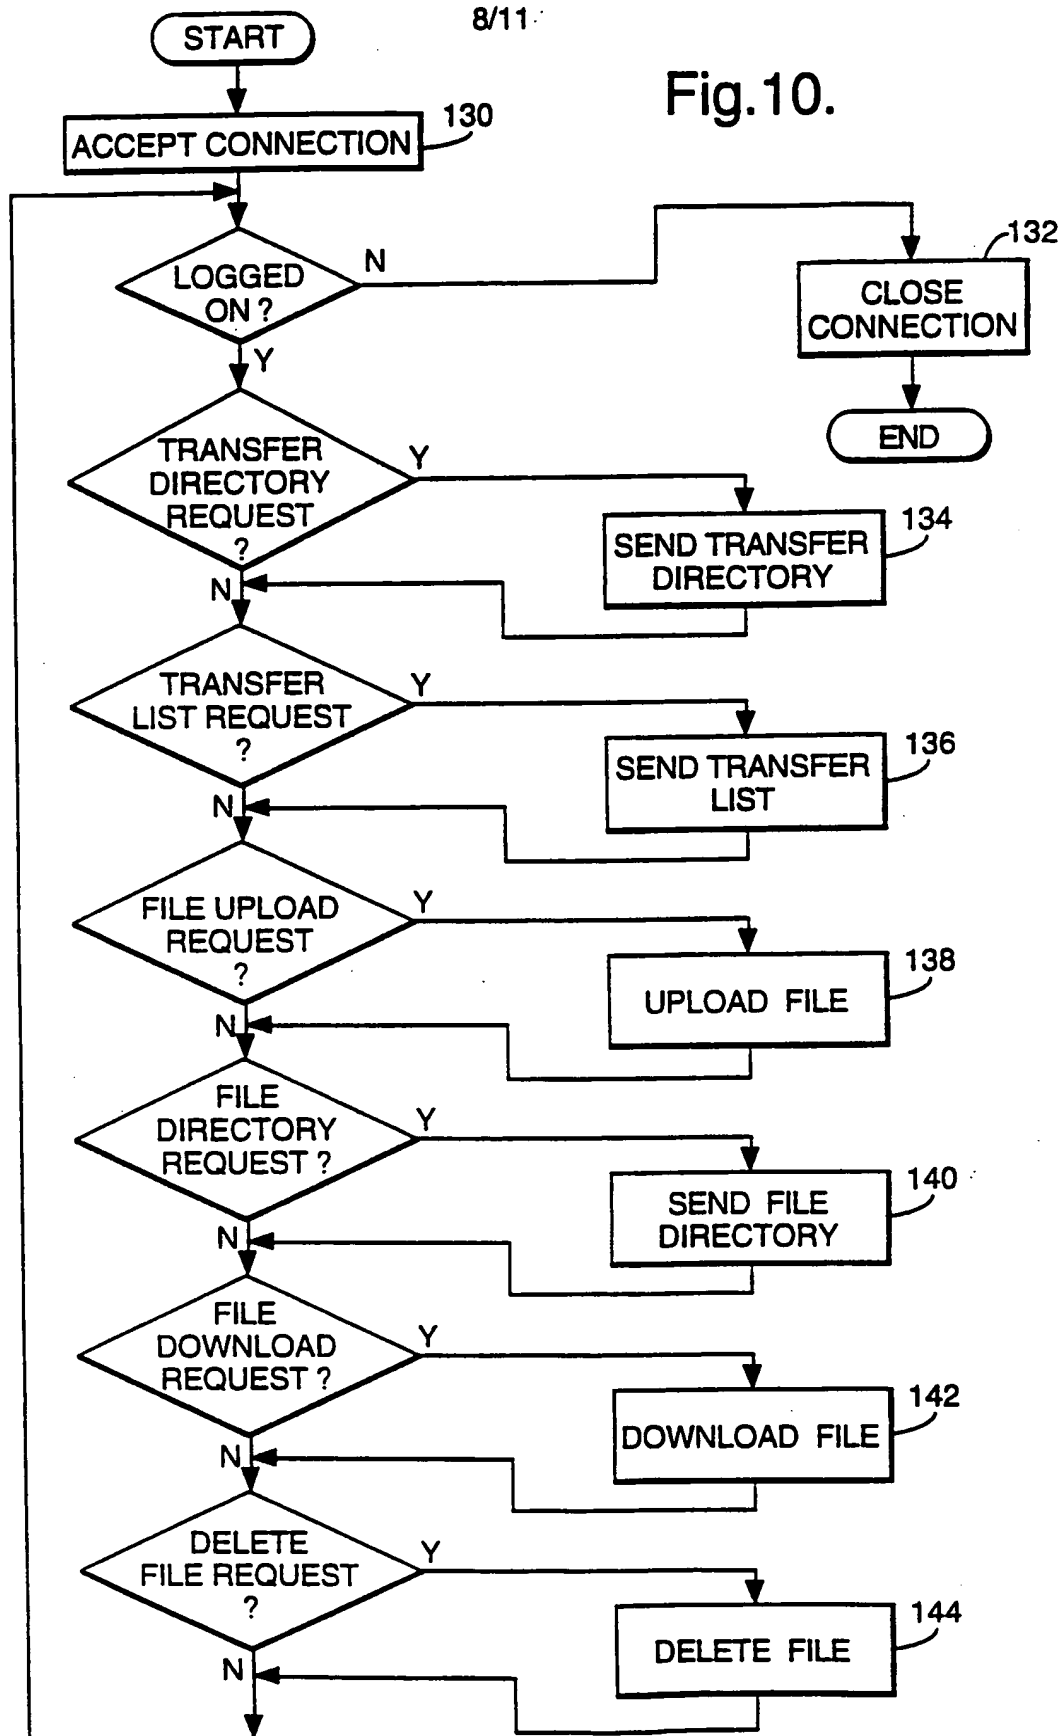 8/11
START
Fig.10.
130
ACCEPT CONNECTION
N
132
LOGGED
ON ?
CLOSE
CONNECTION
Y
END
TRANSFER
DIRECTORY
REQUEST
?
Y
134
SEND TRANSFER
DIRECTORY
N
TRANSFER
LIST REQUEST
?
Y
136
SEND TRANSFER
LIST
N
FILE UPLOAD
REQUEST
?
Y
138
UPLOAD FILE
N
FILE
DIRECTORY
REQUEST ?
Y
140
SEND FILE
DIRECTORY
N
FILE
DOWNLOAD
REQUEST ?
Y
142
DOWNLOAD FILE
N
DELETE
FILE REQUEST
?
Y
144
DELETE FILE
N